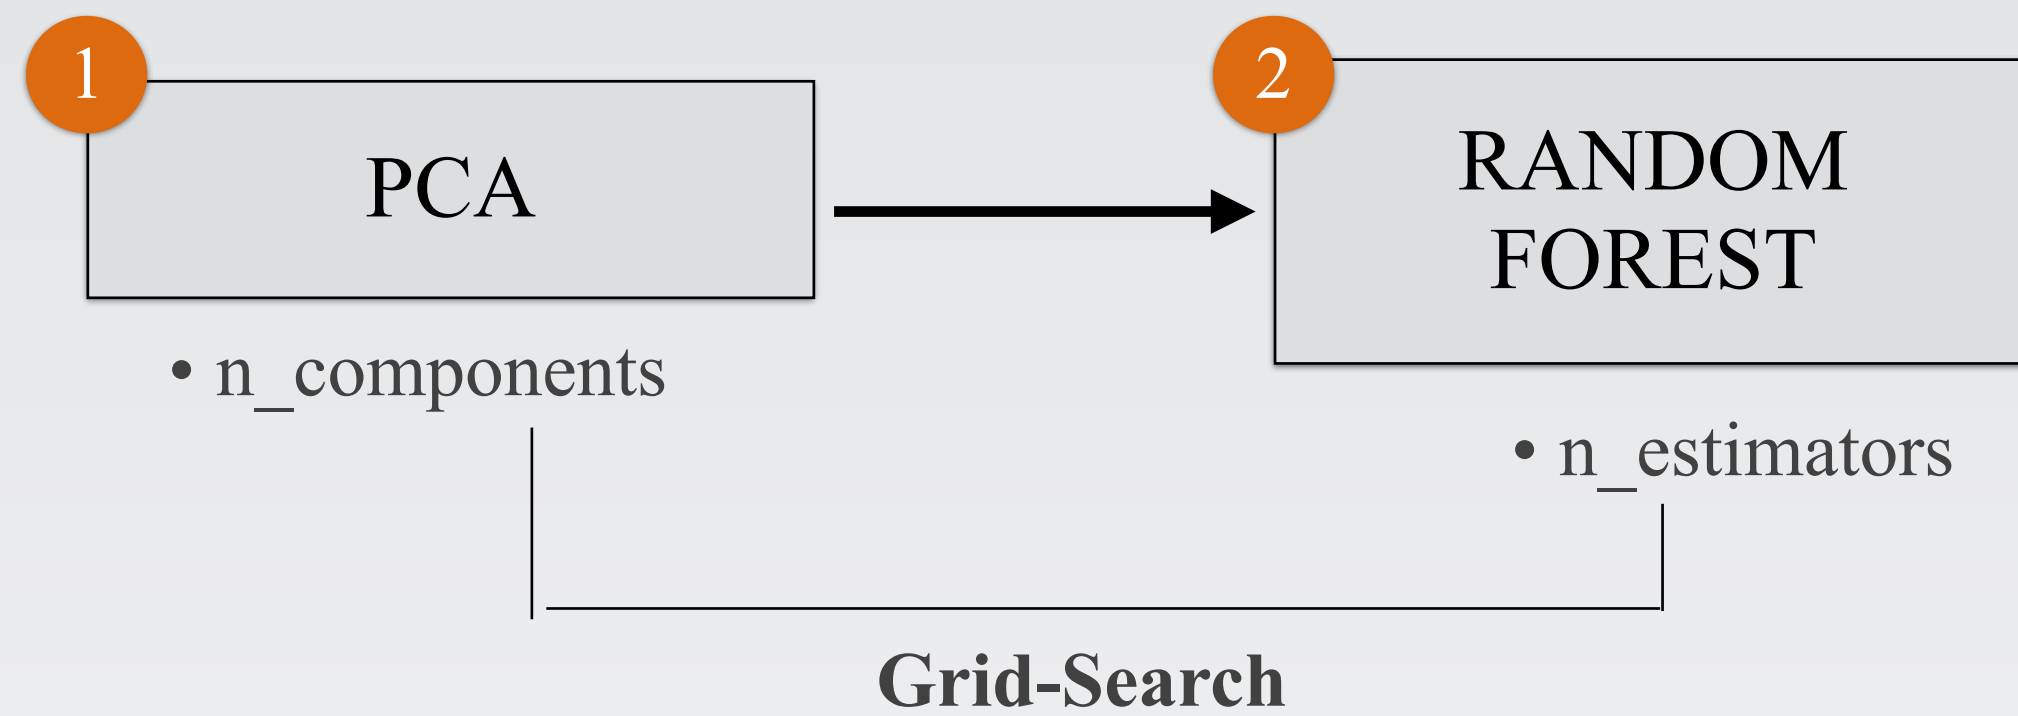 1
PCA
• n_components
2
RANDOM
FOREST
• n_estimators
Grid-Search